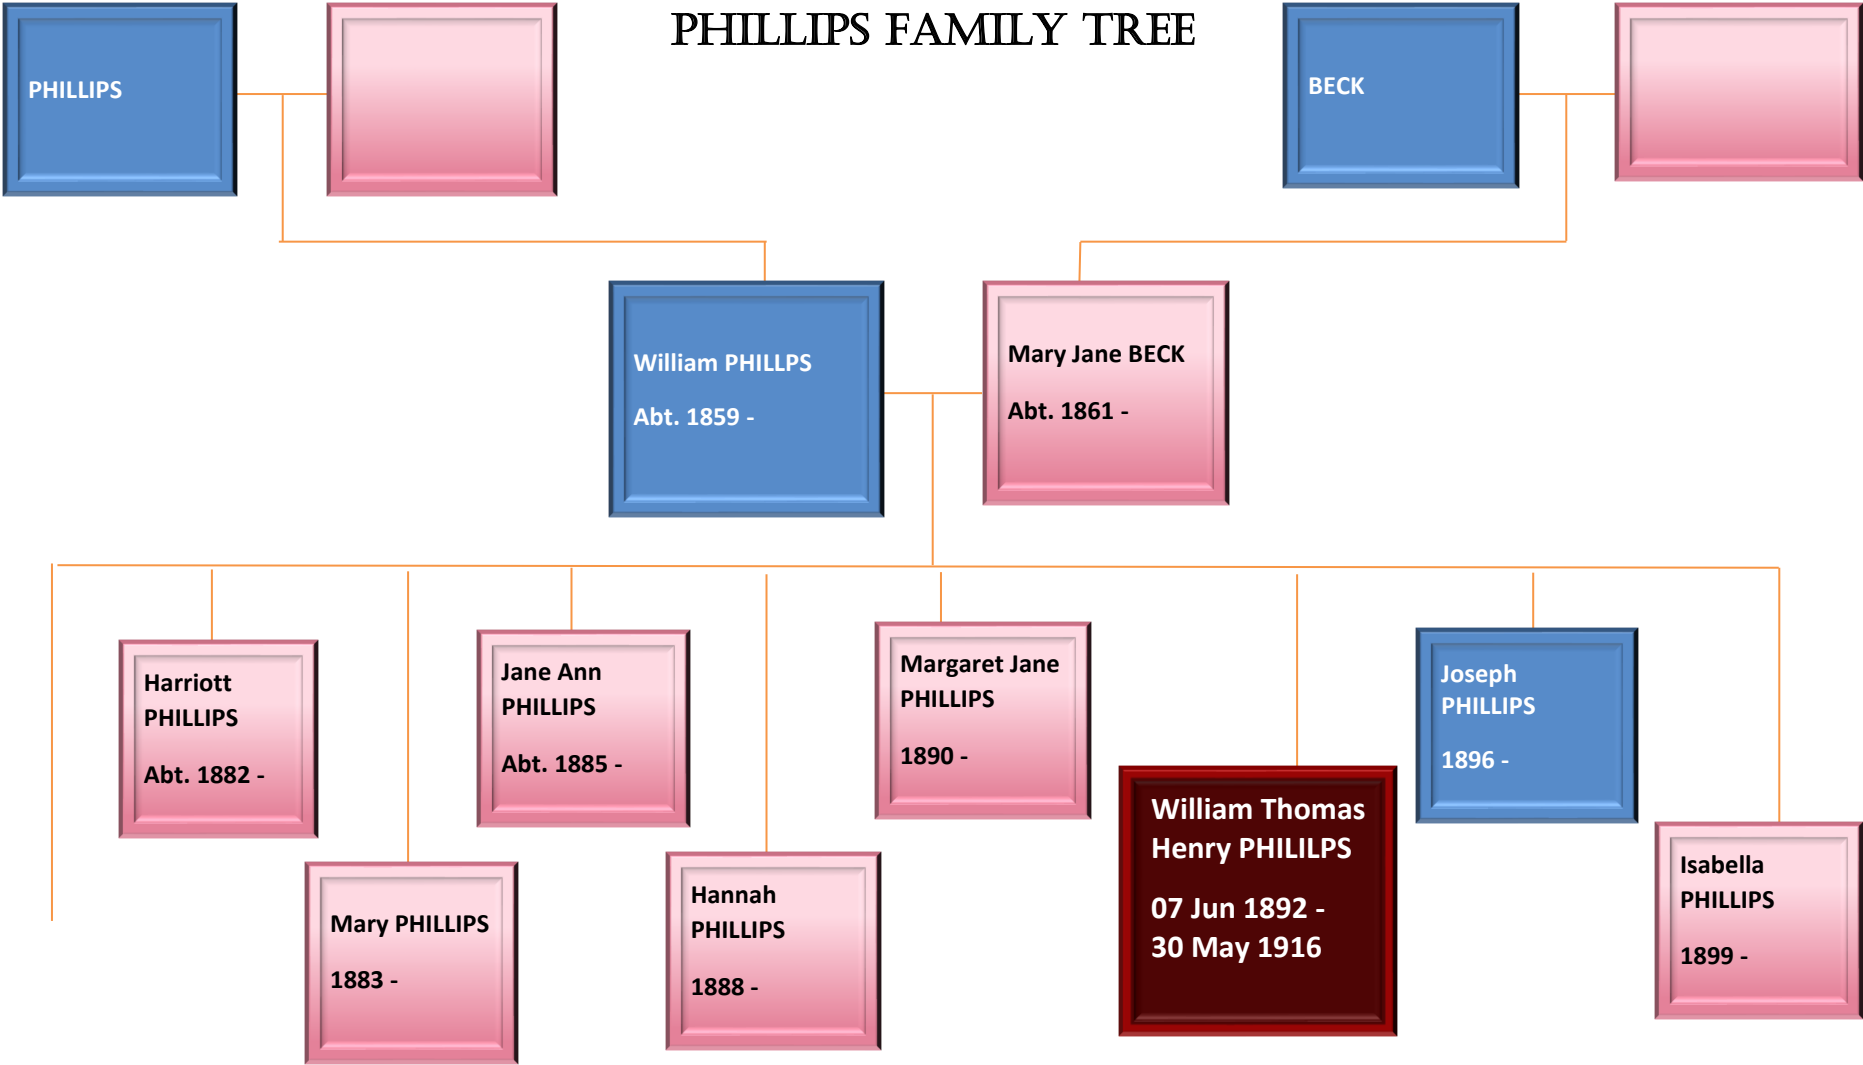 PHILLIPS FAMILY TREE
PHILLIPS
BECK
William PHILLPS
Abt. 1859 -
Mary Jane BECK
Abt. 1861 -
Harriott
PHILLIPS
Abt. 1882 -
Mary PHILLIPS
1883 -
Jane Ann
PHILLIPS
Abt. 1885 -
Hannah
PHILLIPS
1888 -
Margaret Jane
PHILLIPS
1890 -
William Thomas
Henry PHILILPS
07 Jun 1892 -
30 May 1916
Joseph
PHILLIPS
1896 -
Isabella
PHILLIPS
1899 -